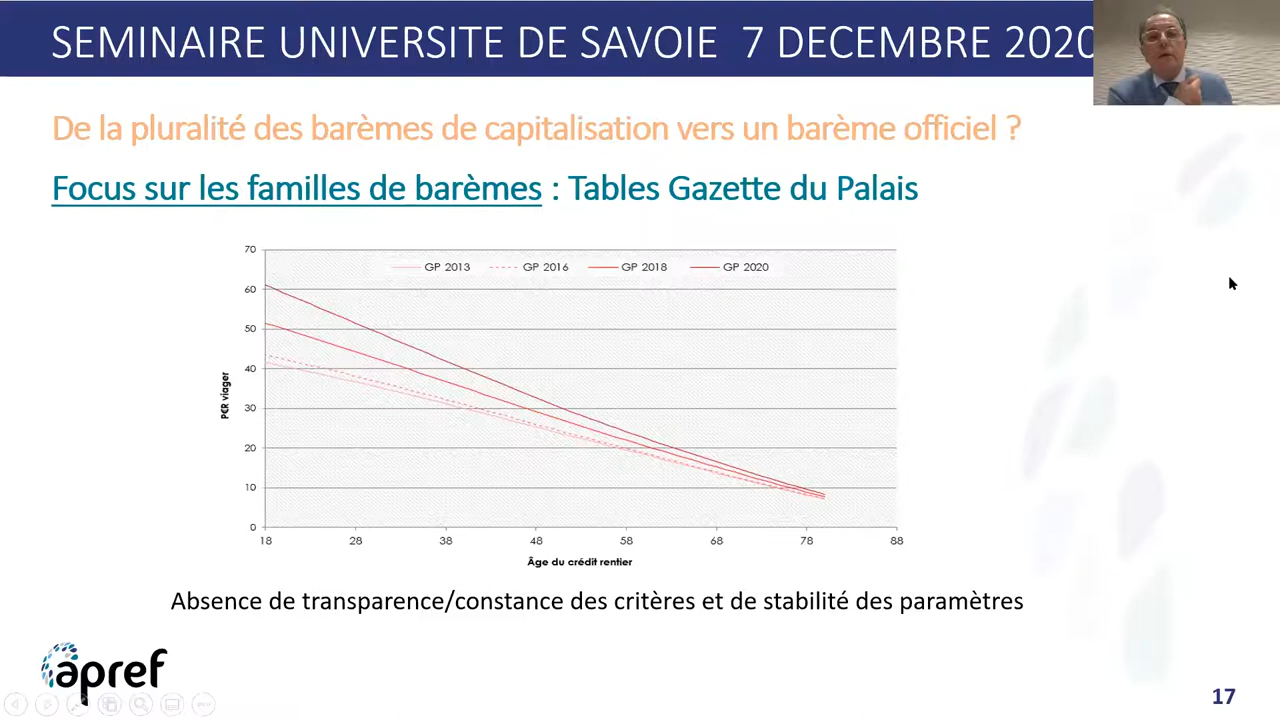 SEMINAIRE UNIVERSITE DE SAVOIE 7 DECEMBRE 2020
De la pluralité des barèmes de capitalisation vers un barème officiel ?
Focus sur les familles de barèmes : Tables Gazette du Palais
70
GP 2013 GP 2016 GP 2018 GP 2020
60
50
40
PER viager
30
20
10
0
18 28 38 48 58 68 78 88
Âge du crédit rentier
Absence de transparence/constance des critères et de stabilité des paramètres
apref
17